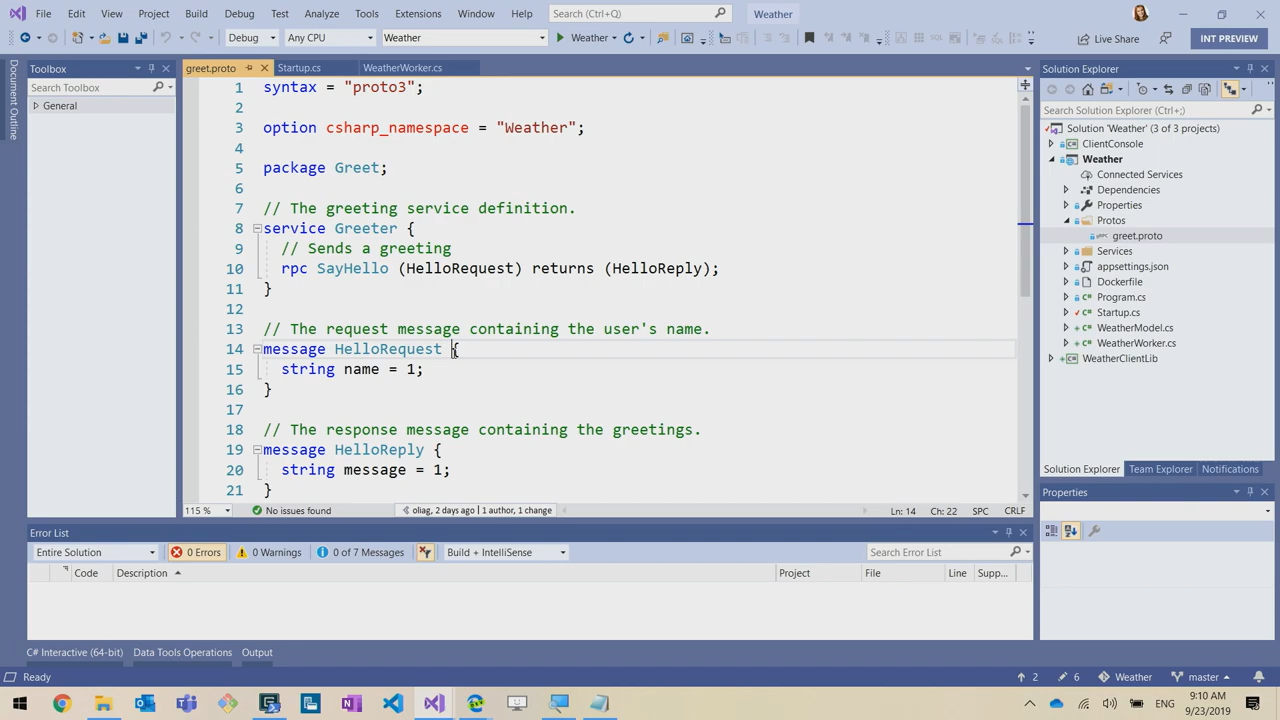 File Edit View Project Build Debug Test Analyze Tools Extensions Window Help Search (Ctrl+Q) Weather
Debug Any CPU Weather Weather Live Share INT PREVIEW
Document Outline
Toolbox
Search Toolbox
General
greet.proto Startup.cs WeatherWorker.cs
1 syntax = "proto3";
2
3 option csharp_namespace = "Weather";
4
5 package Greet;
6
7 // The greeting service definition.
8 service Greeter {
9 // Sends a greeting
10 rpc SayHello (HelloRequest) returns (HelloReply);
11 }
12
13 // The request message containing the user's name.
14 message HelloRequest {
15 string name = 1;
16 }
17
18 // The response message containing the greetings.
19 message HelloReply {
20 string message = 1;
21 }
115 % No issues found oliag, 2 days ago | 1 author, 1 change Ln: 14 Ch: 22 SPC CRLF
Solution Explorer
Search Solution Explorer (Ctrl+;)
Solution 'Weather' (3 of 3 projects)
ClientConsole
Weather
Connected Services
Dependencies
Properties
Protos
greet.proto
Services
appsettings.json
Dockerfile
Program.cs
Startup.cs
WeatherModel.cs
WeatherWorker.cs
WeatherClientLib
Solution Explorer Team Explorer Notifications
Properties
Error List
Entire Solution 0 Errors 0 Warnings 0 of 7 Messages Build + IntelliSense Search Error List
Code Description Project File Line Supp...
C# Interactive (64-bit) Data Tools Operations Output
Ready 2 6 Weather master
ENG 9:10 AM
9/23/2019